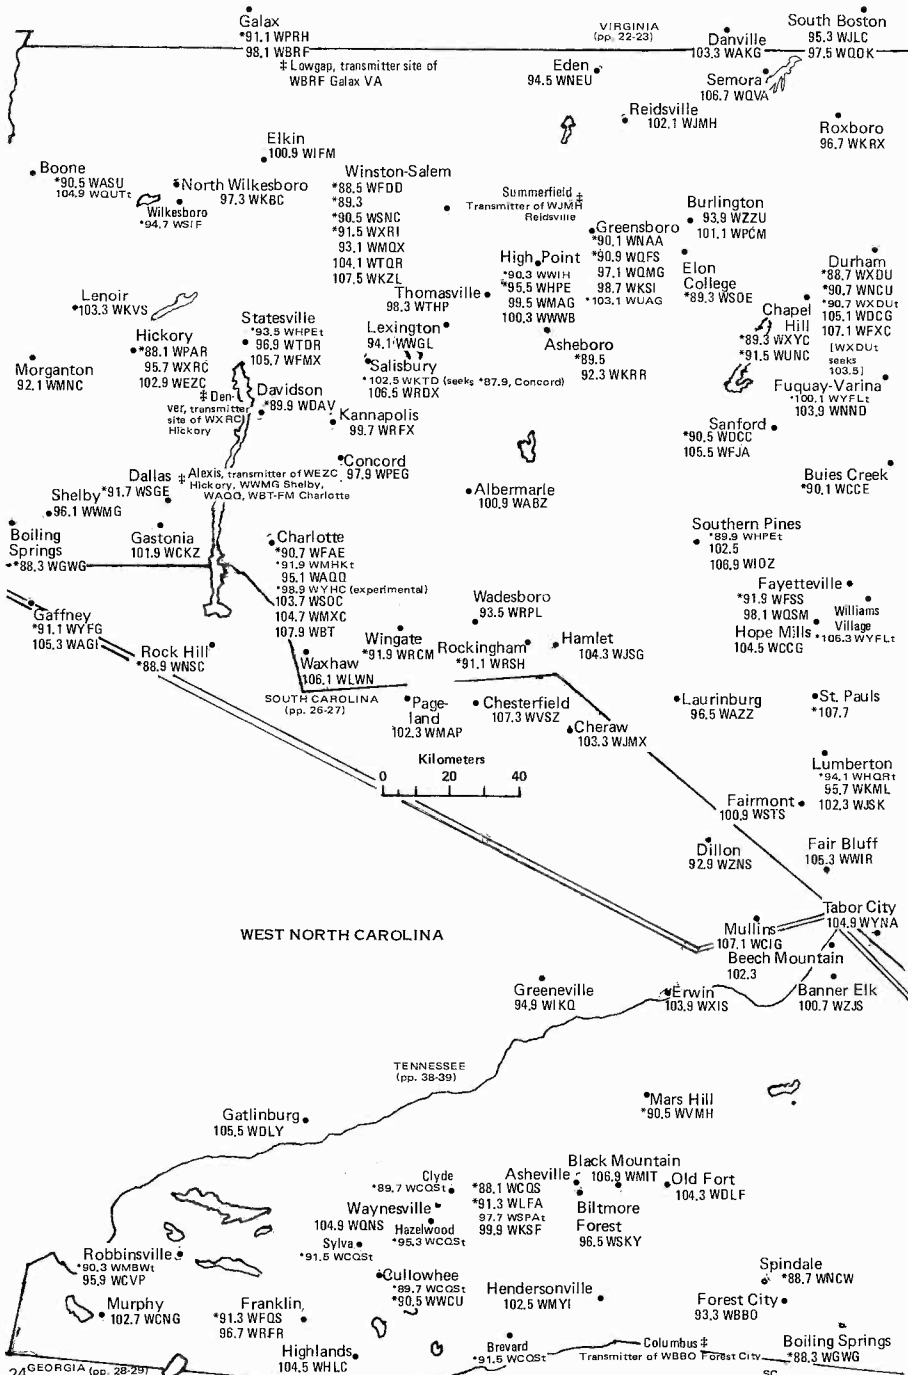 Galax
*91.1 WPRH
98.1 WBRF
‡ Lowgap, transmitter site of
WBRF Galax VA
VIRGINIA
(pp. 22-23)
Danville
103.3 WAKG
South Boston
95.3 WJLC
97.5 WQOK
Eden
94.5 WNEU
Semora
106.7 WQVA
Reidsville
102.1 WJMH
Roxboro
96.7 WKRX
Elkin
100.9 WIFM
Boone
*90.5 WASU
104.9 WQUTt
North Wilkesboro
97.3 WKBC
Wilkesboro
*94.7 WSIF
Winston-Salem
*88.5 WFDD
*89.3
*90.5 WSNC
*91.5 WXRI
93.1 WMQX
104.1 WTQR
107.5 WKZL
Summerfield ‡
Transmitter of WJMH
Reidsville
Burlington
93.9 WZZU
101.1 WPCM
Greensboro
*90.1 WNAA
*90.9 WQFS
97.1 WQMG
98.7 WKSI
*103.1 WUAG
High Point
*90.3 WWIH
*95.5 WHPE
99.5 WMAG
100.3 WWWB
Elon
College
*89.3 WSOE
Durham
*88.7 WXDU
*90.7 WNCU
*90.7 WXDUt
105.1 WDCG
107.1 WFXC
[WXDUt
seeks
103.5]
Chapel
Hill
*89.3 WXYC
*91.5 WUNC
Lenoir
*103.3 WKVS
Thomasville
98.3 WTHP
Statesville
*93.5 WHPEt
96.9 WTDR
105.7 WFMX
Lexington
94.1 WWGL
Asheboro
*89.5
92.3 WKRR
Hickory
*88.1 WPAR
95.7 WXRC
102.9 WEZC
Morganton
92.1 WMNC
Salisbury
*102.5 WKTD (seeks *87.9, Concord)
106.5 WRDX
‡ Den-
ver, transmitter
site of WXRC
Hickory
Davidson
*89.9 WDAV
Kannapolis
99.7 WRFX
Fuquay-Varina
*100.1 WYFLt
103.9 WNND
Sanford
*90.5 WDCC
105.5 WFJA
Concord
97.9 WPEG
Dallas
*91.7 WSGE
‡ Alexis, transmitter of WEZC
Hickory, WWMG Shelby,
WAQQ, WBT-FM Charlotte
Buies Creek
*90.1 WCCE
Shelby
96.1 WWMG
Albermarle
100.9 WABZ
Boiling
Springs
*88.3 WGWG
Gastonia
101.9 WCKZ
Charlotte
*90.7 WFAE
*91.9 WMHKt
95.1 WAQQ
*98.9 WYHC (experimental)
103.7 WSOC
104.7 WMXC
107.9 WBT
Southern Pines
*89.9 WHPEt
102.5
106.9 WIOZ
Fayetteville
*91.9 WFSS
98.1 WQSM
Williams
Village
*106.3 WYFLt
Hope Mills
104.5 WCCG
Wadesboro
93.5 WRPL
Gaffney
*91.1 WYFG
105.3 WAGI
Rock Hill
*88.9 WNSC
Wingate
*91.9 WRCM
Rockingham
*91.1 WRSH
Hamlet
104.3 WJSG
Waxhaw
106.1 WLWN
SOUTH CAROLINA
(pp. 26-27)
Page-
land
102.3 WMAP
Chesterfield
107.3 WVSZ
Cheraw
103.3 WJMX
Laurinburg
96.5 WAZZ
St. Pauls
*107.7
Kilometers
0 20 40
Lumberton
*94.1 WHQRt
95.7 WKML
102.3 WJSK
Fairmont
100.9 WSTS
Dillon
92.9 WZNS
Fair Bluff
105.3 WWIR
Tabor City
104.9 WYNA
Mullins
107.1 WCIG
WEST NORTH CAROLINA
Beech Mountain
102.3
Banner Elk
100.7 WZJS
Greeneville
94.9 WIKQ
Erwin
103.9 WXIS
TENNESSEE
(pp. 38-39)
Mars Hill
*90.5 WVMH
Gatlinburg
105.5 WDLY
Clyde
*89.7 WCQSt
Asheville
*88.1 WCQS
*91.3 WLFA
97.7 WSPAt
99.9 WKSF
Black Mountain
106.9 WMIT
Old Fort
104.3 WDLF
Biltmore
Forest
96.5 WSKY
Waynesville
104.9 WQNS
Hazelwood
*95.3 WCQSt
Sylva
*91.5 WCQSt
Robbinsville
*90.3 WMBWt
95.9 WCVP
Cullowhee
*89.7 WCQSt
*90.5 WWCU
Spindale
*88.7 WNCW
Murphy
102.7 WCNG
Franklin
*91.3 WFQS
96.7 WRFR
Hendersonville
102.5 WMYI
Forest City
93.3 WBBO
Highlands
104.5 WHLC
Brevard
*91.5 WCQSt
Columbus ‡
Transmitter of WBBO Forest City
Boiling Springs
*88.3 WGWG
24 GEORGIA (pp. 28-29)
SC